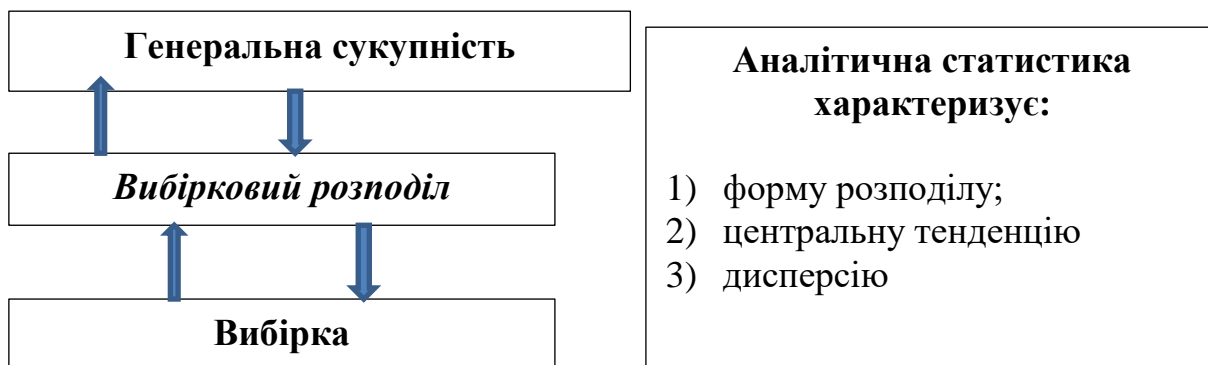 Генеральна сукупність
Вибірковий розподіл
Вибірка
Аналітична статистика
характеризує:
1) форму розподілу;
2) центральну тенденцію
3) дисперсію